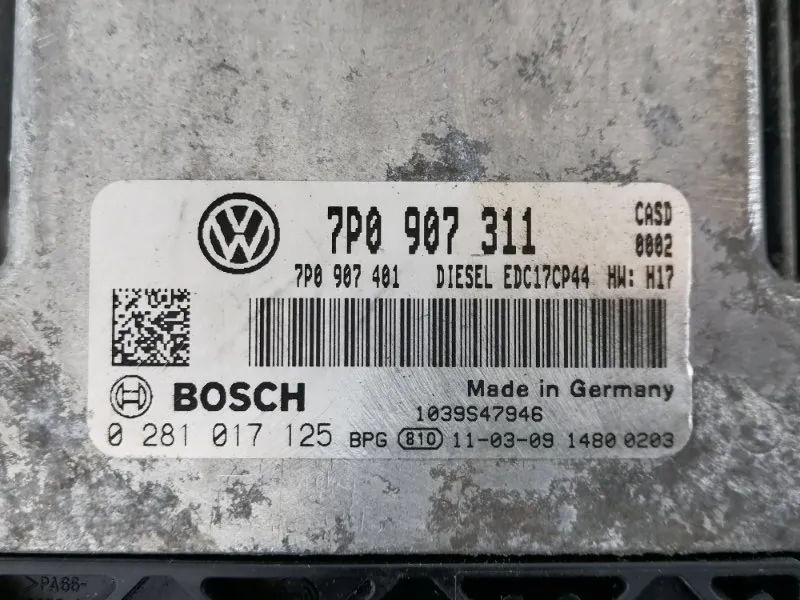 7P0 907 311 CASD
0002
7P0 907 401 DIESEL EDC17CP44 HW: H17
BOSCH Made in Germany
1039S47946
0 281 017 125 BPG 810 11-03-09 1480 0203
>PA66-